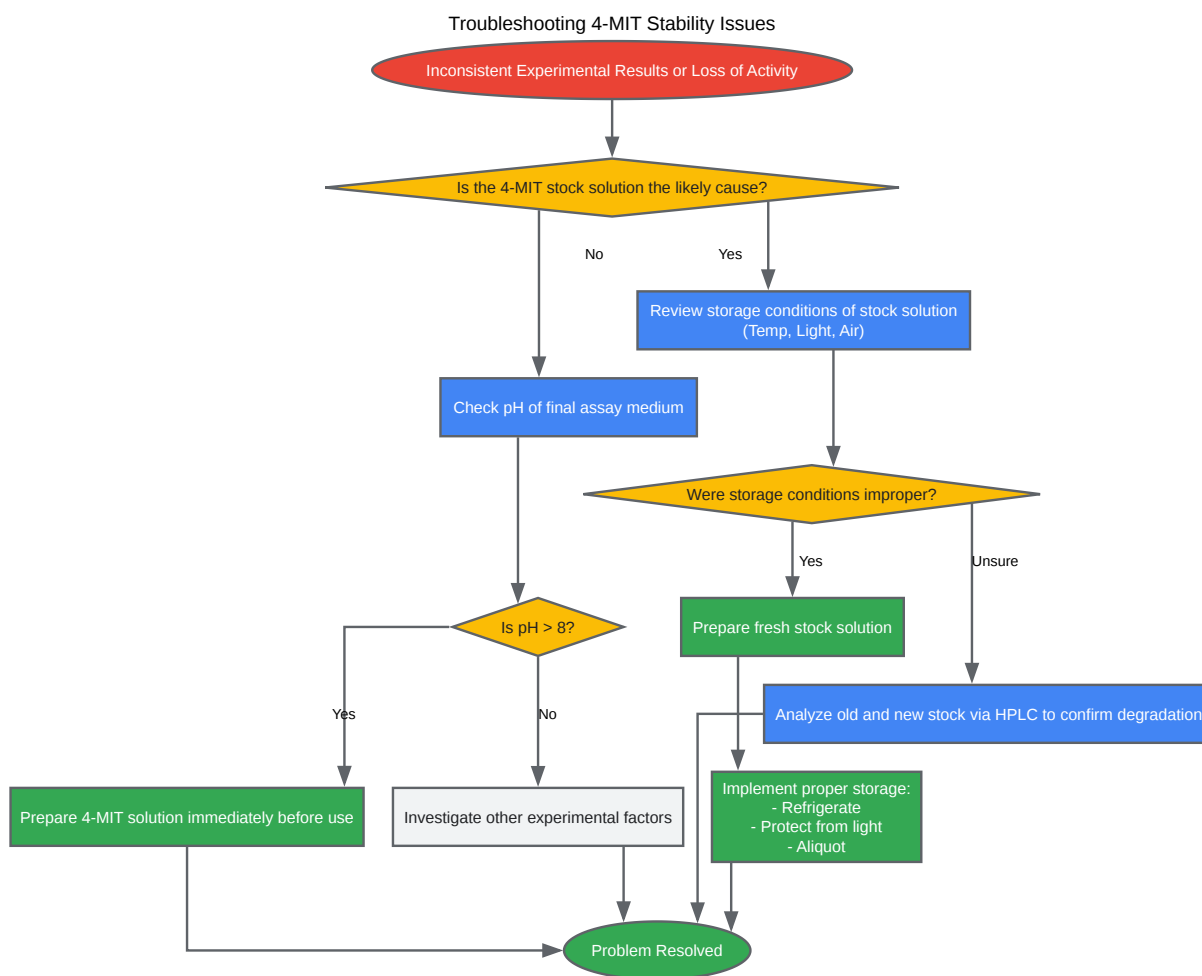 Troubleshooting 4-MIT Stability Issues
Inconsistent Experimental Results or Loss of Activity
Is the 4-MIT stock solution the likely cause?
No
Yes
Review storage conditions of stock solution
(Temp, Light, Air)
Check pH of final assay medium
Were storage conditions improper?
Yes
Unsure
Is pH > 8?
Prepare fresh stock solution
Yes
No
Analyze old and new stock via HPLC to confirm degradation
Prepare 4-MIT solution immediately before use
Investigate other experimental factors
Implement proper storage:
- Refrigerate
- Protect from light
- Aliquot
Problem Resolved